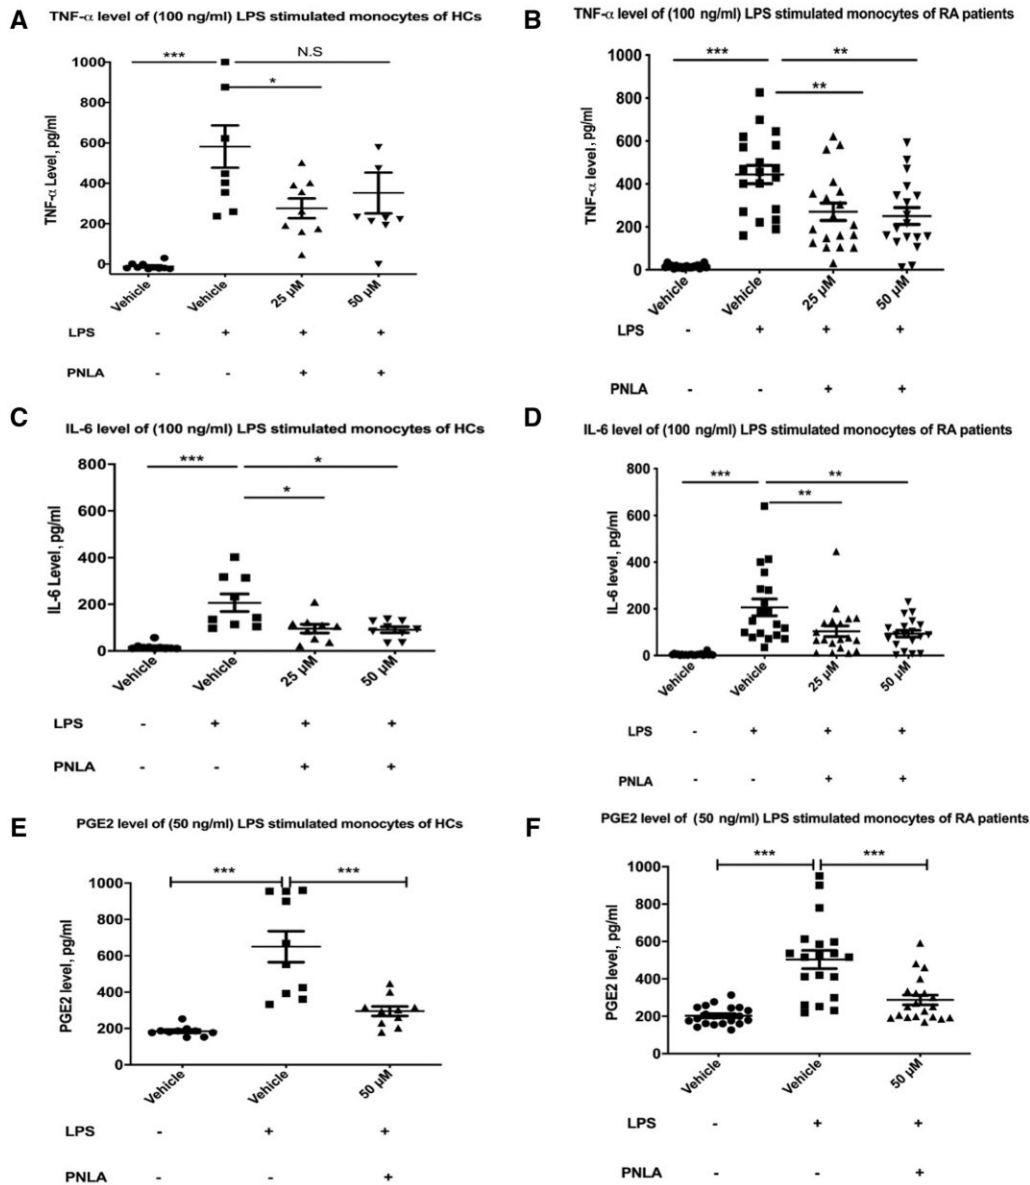 A TNF-α level of (100 ng/ml) LPS stimulated monocytes of HCs
*** N.S
*
TNF-α Level, pg/ml
1000
800
600
400
200
0
Vehicle Vehicle 25 µM 50 µM
LPS - + + +
PNLA - - + +
B TNF-α level of (100 ng/ml) LPS stimulated monocytes of RA patients
*** **
**
TNF-α level, pg/ml
1000
800
600
400
200
0
Vehicle Vehicle 25 µM 50 µM
LPS - + + +
PNLA - - + +
C IL-6 level of (100 ng/ml) LPS stimulated monocytes of HCs
*** *
*
IL-6 Level, pg/ml
800
600
400
200
0
Vehicle Vehicle 25 µM 50 µM
LPS - + + +
PNLA - - + +
D IL-6 level of (100 ng/ml) LPS stimulated monocytes of RA patients
*** **
**
IL-6 level, pg/ml
800
600
400
200
0
Vehicle Vehicle 25 µM 50 µM
LPS - + + +
PNLA - - + +
E PGE2 level of (50 ng/ml) LPS stimulated monocytes of HCs
*** ***
PGE2 level, pg/ml
1000
800
600
400
200
0
Vehicle Vehicle 50 µM
LPS - + +
PNLA - - +
F PGE2 level of (50 ng/ml) LPS stimulated monocytes of RA patients
*** ***
PGE2 level, pg/ml
1000
800
600
400
200
0
Vehicle Vehicle 50 µM
LPS - + +
PNLA - - +